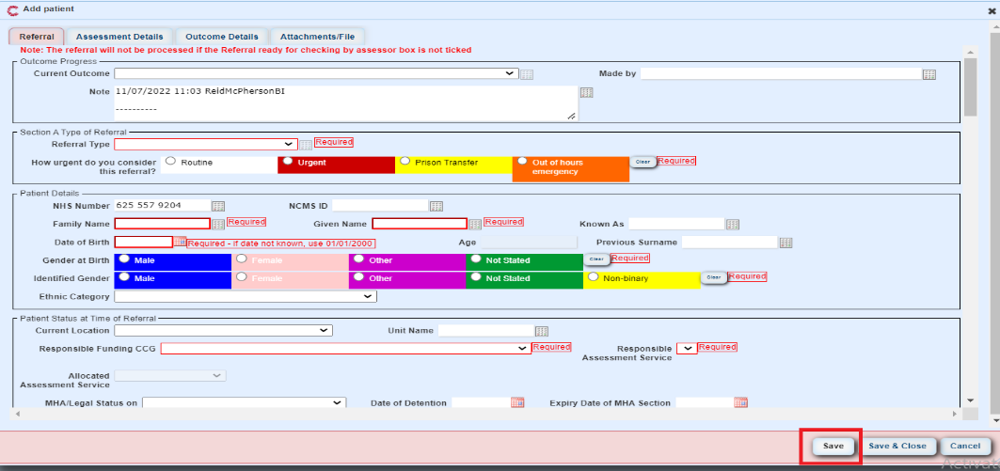 Add patient
Referral Assessment Details Outcome Details Attachments/File
Note: The referral will not be processed if the Referral ready for checking by assessor box is not ticked
Outcome Progress
Current Outcome Made by
Note 11/07/2022 11:03 ReidMcPhersonBI
----------
Section A Type of Referral
Referral Type Required
How urgent do you consider this referral? Routine Urgent Prison Transfer Out of hours emergency Clear Required
Patient Details
NHS Number 625 557 9204 NCMS ID
Family Name Required Given Name Required Known As
Date of Birth Required - if date not known, use 01/01/2000 Age Previous Surname
Gender at Birth Male Female Other Not Stated Clear Required
Identified Gender Male Female Other Not Stated Non-binary Clear Required
Ethnic Category
Patient Status at Time of Referral
Current Location Unit Name
Responsible Funding CCG Required Responsible Assessment Service Required
Allocated Assessment Service
MHA/Legal Status on Date of Detention Expiry Date of MHA Section
Save Save & Close Cancel